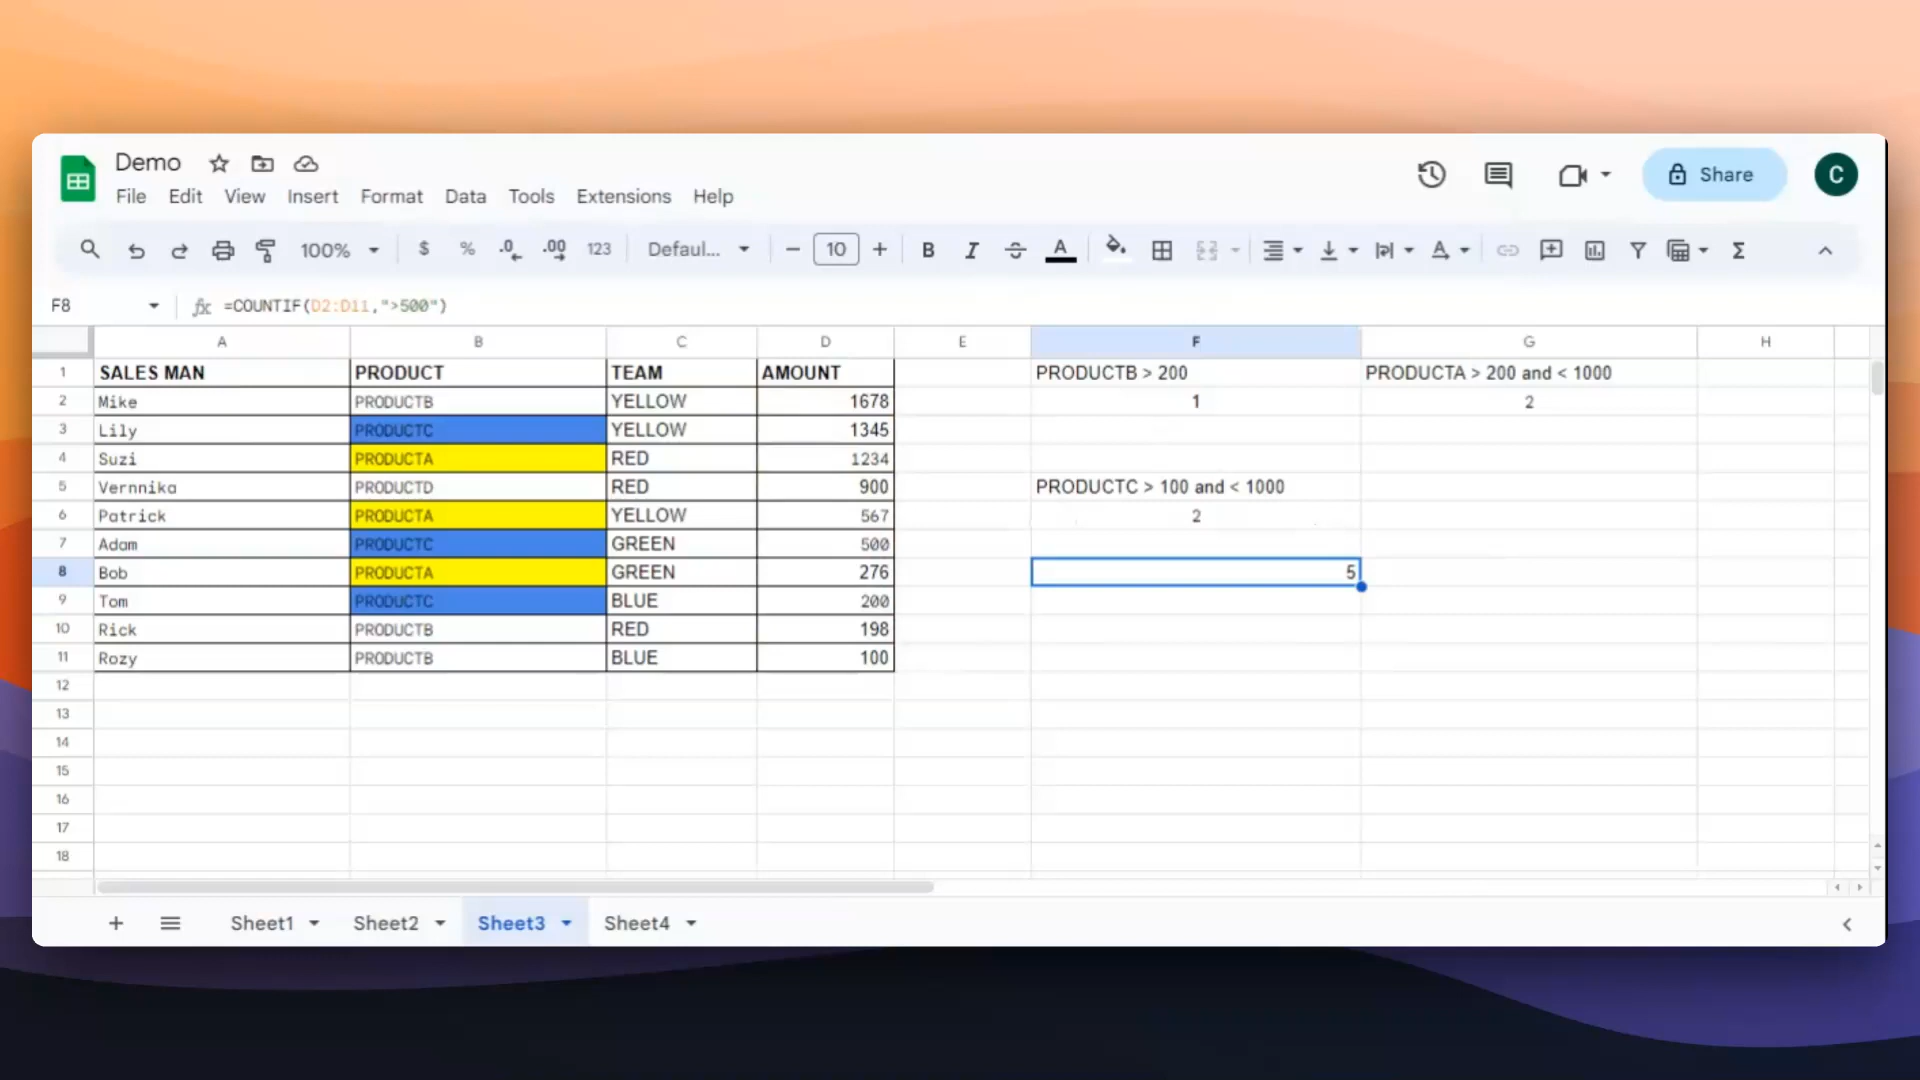 Demo
File Edit View Insert Format Data Tools Extensions Help
Share
C
100% $ % .0 .00 123 Defaul... 10 B I A A Σ
F8 fx =COUNTIF(D2:D11,">500")
A B C D E F G H
1 SALES MAN PRODUCT TEAM AMOUNT PRODUCTB > 200 PRODUCTA > 200 and < 1000
2 Mike PRODUCTB YELLOW 1678 1 2
3 Lily PRODUCTC YELLOW 1345
4 Suzi PRODUCTA RED 1234
5 Vernnika PRODUCTD RED 900 PRODUCTC > 100 and < 1000
6 Patrick PRODUCTA YELLOW 567 2
7 Adam PRODUCTC GREEN 500
8 Bob PRODUCTA GREEN 276 5
9 Tom PRODUCTC BLUE 200
10 Rick PRODUCTB RED 198
11 Rozy PRODUCTB BLUE 100
12
13
14
15
16
17
18
Sheet1 Sheet2 Sheet3 Sheet4